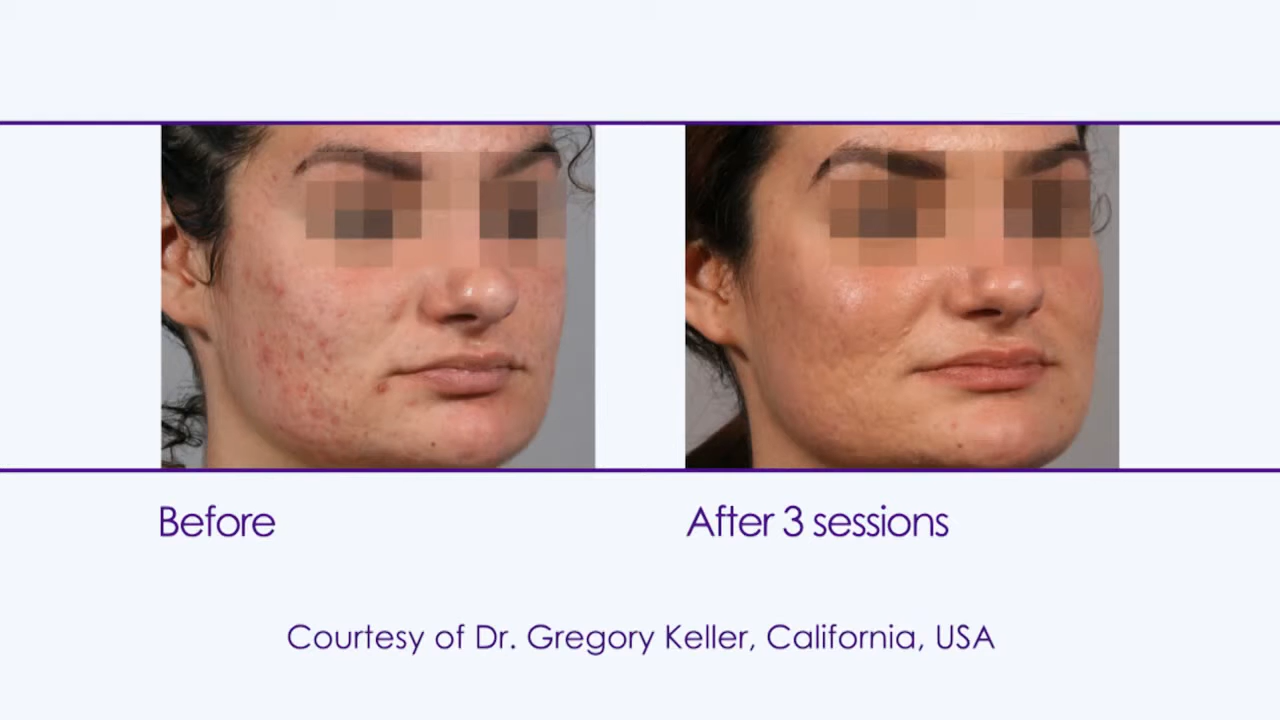 Before
After 3 sessions
Courtesy of Dr. Gregory Keller, California, USA